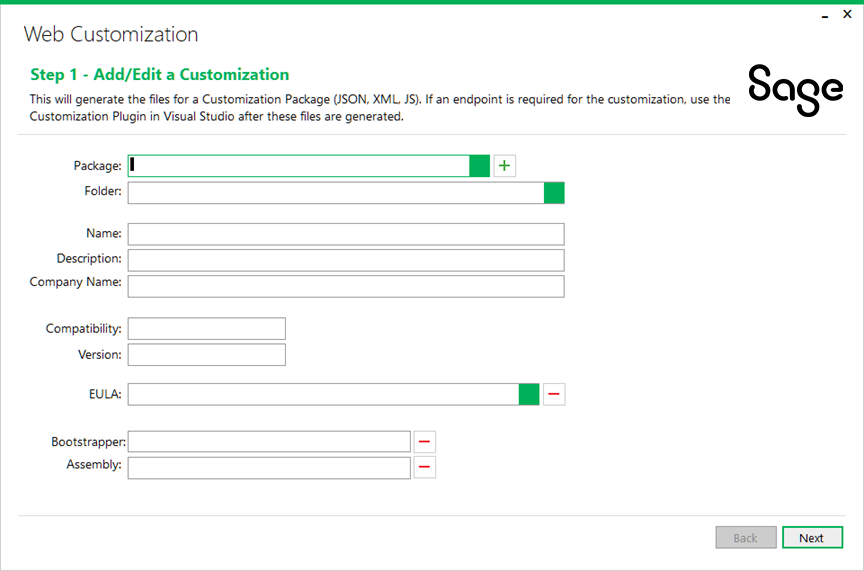 Web Customization
Sage
Step 1 - Add/Edit a Customization
This will generate the files for a Customization Package (JSON, XML, JS). If an endpoint is required for the customization, use the
Customization Plugin in Visual Studio after these files are generated.
Package:
Folder:
Name:
Description:
Company Name:
Compatibility:
Version:
EULA:
Bootstrapper:
Assembly:
Back Next